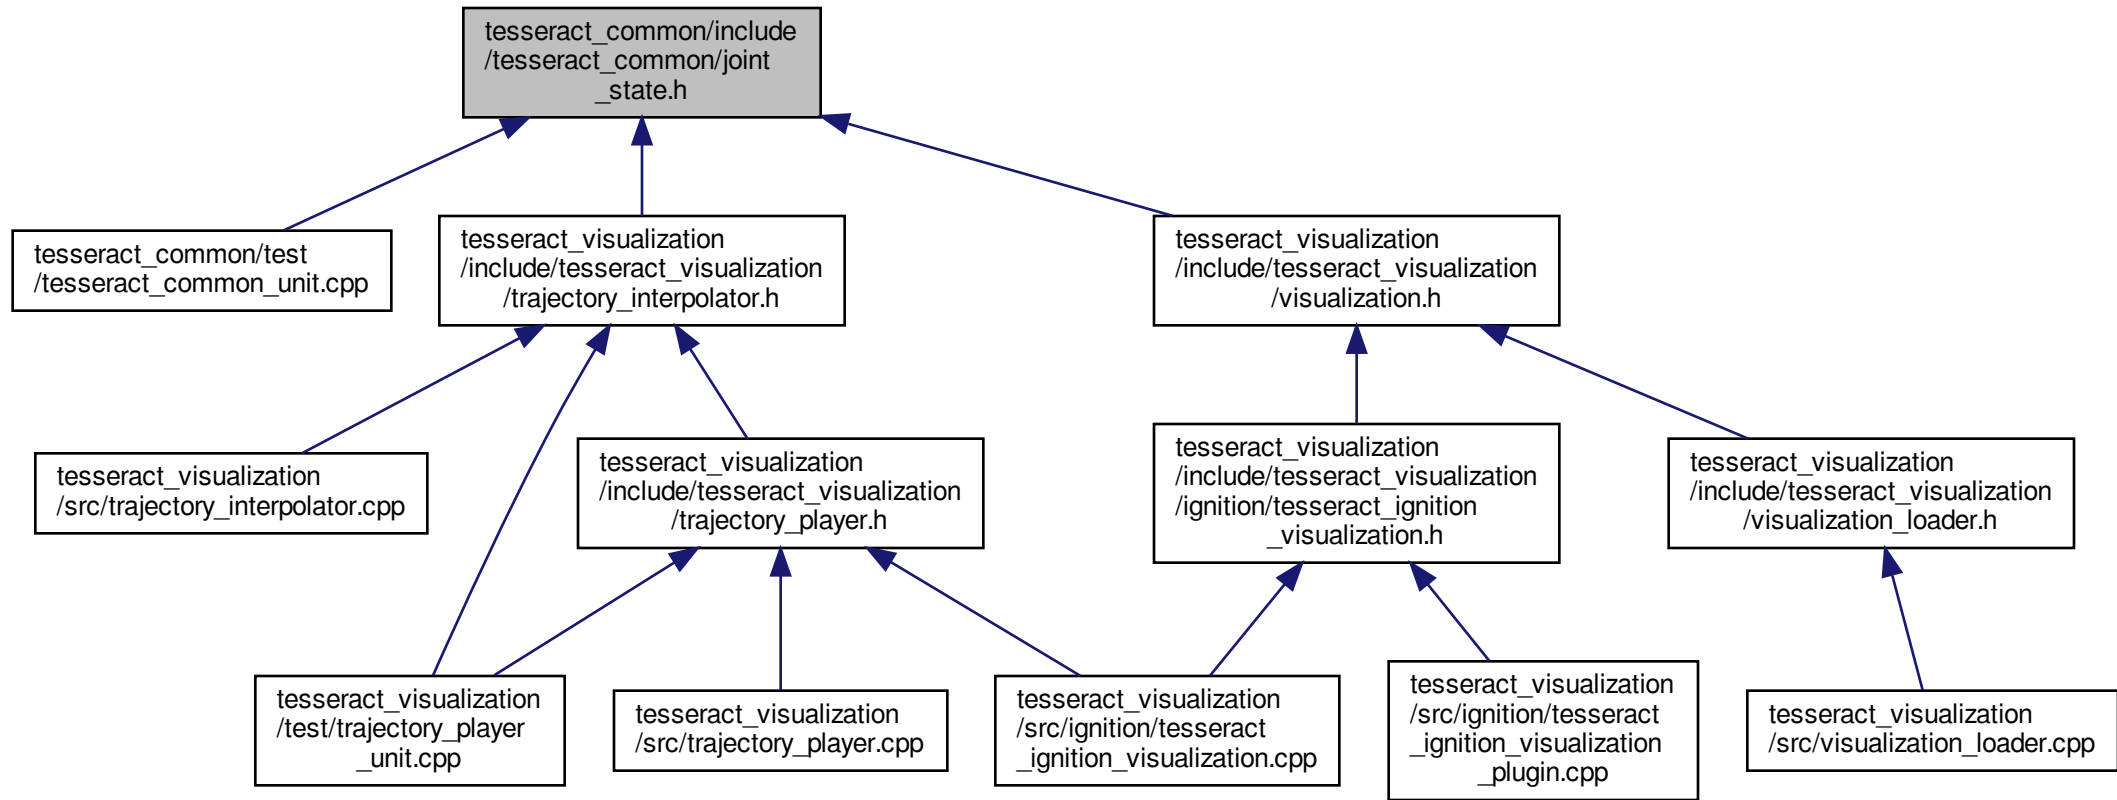 tesseract_common/include
/tesseract_common/joint
_state.h
tesseract_common/test
/tesseract_common_unit.cpp
tesseract_visualization
/include/tesseract_visualization
/trajectory_interpolator.h
tesseract_visualization
/include/tesseract_visualization
/visualization.h
tesseract_visualization
/src/trajectory_interpolator.cpp
tesseract_visualization
/include/tesseract_visualization
/trajectory_player.h
tesseract_visualization
/include/tesseract_visualization
/ignition/tesseract_ignition
_visualization.h
tesseract_visualization
/include/tesseract_visualization
/visualization_loader.h
tesseract_visualization
/test/trajectory_player
_unit.cpp
tesseract_visualization
/src/trajectory_player.cpp
tesseract_visualization
/src/ignition/tesseract
_ignition_visualization.cpp
tesseract_visualization
/src/ignition/tesseract
_ignition_visualization
_plugin.cpp
tesseract_visualization
/src/visualization_loader.cpp